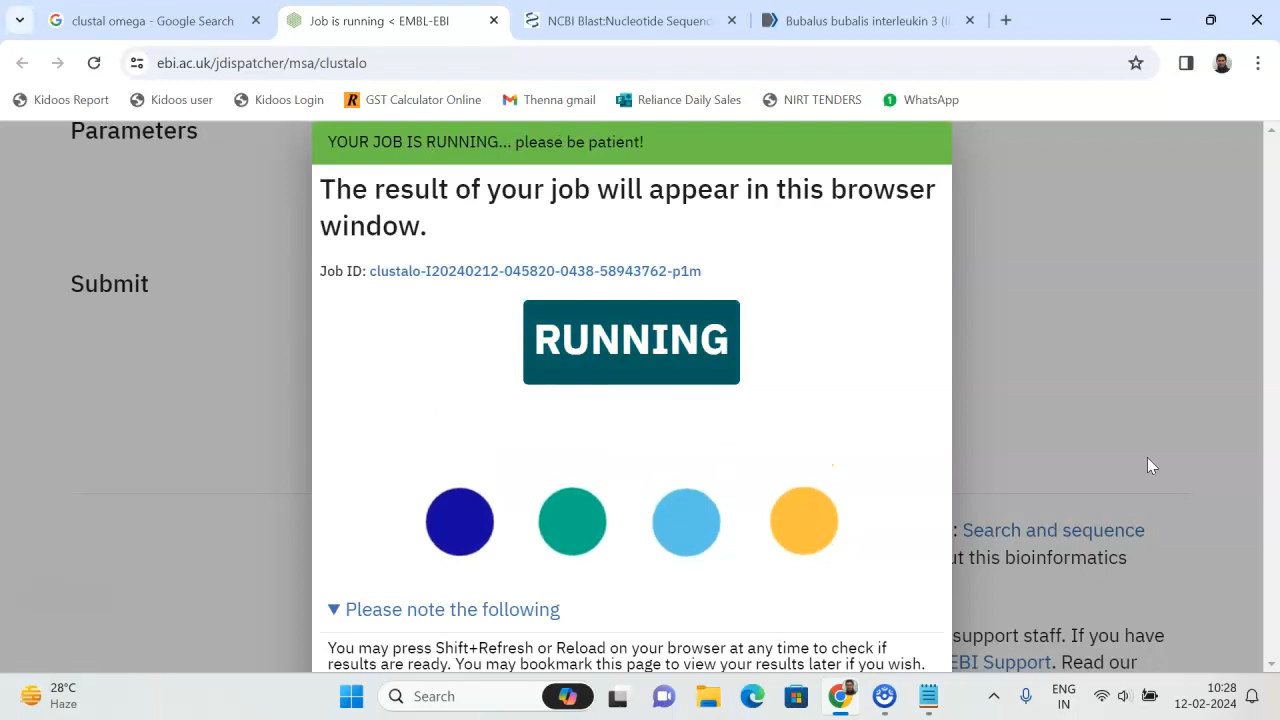 clustal omega - Google Search
Job is running < EMBL-EBI
NCBI Blast:Nucleotide Sequenc
Bubalus bubalis interleukin 3 (I
ebi.ac.uk/jdispatcher/msa/clustalo
Kidoos Report
Kidoos user
Kidoos Login
GST Calculator Online
Thenna gmail
Reliance Daily Sales
NIRT TENDERS
WhatsApp
Parameters
YOUR JOB IS RUNNING... please be patient!
The result of your job will appear in this browser
window.
Job ID: clustalo-I20240212-045820-0438-58943762-p1m
Submit
RUNNING
: Search and sequence
ut this bioinformatics
▼ Please note the following
You may press Shift+Refresh or Reload on your browser at any time to check if
results are ready. You may bookmark this page to view your results later if you wish.
support staff. If you have
EBI Support. Read our
28°C
Haze
Search
ENG
IN
10:28
12-02-2024